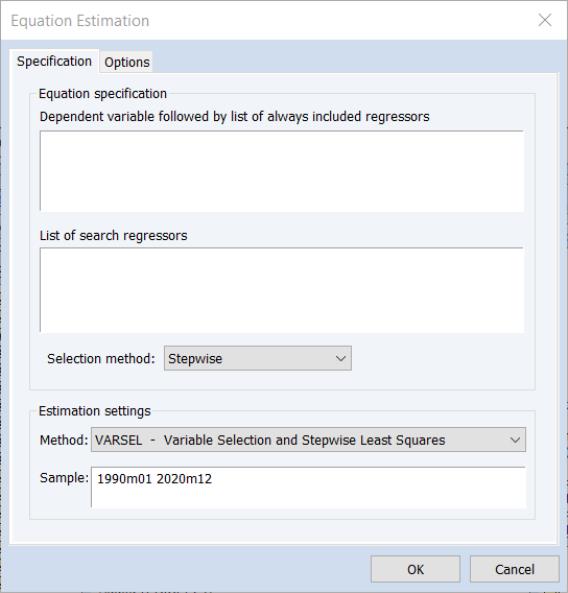 Equation Estimation
Specification
Options
Equation specification
Dependent variable followed by list of always included regressors
List of search regressors
Selection method: Stepwise
Estimation settings
Method: VARSEL - Variable Selection and Stepwise Least Squares
Sample: 1990m01 2020m12
OK
Cancel